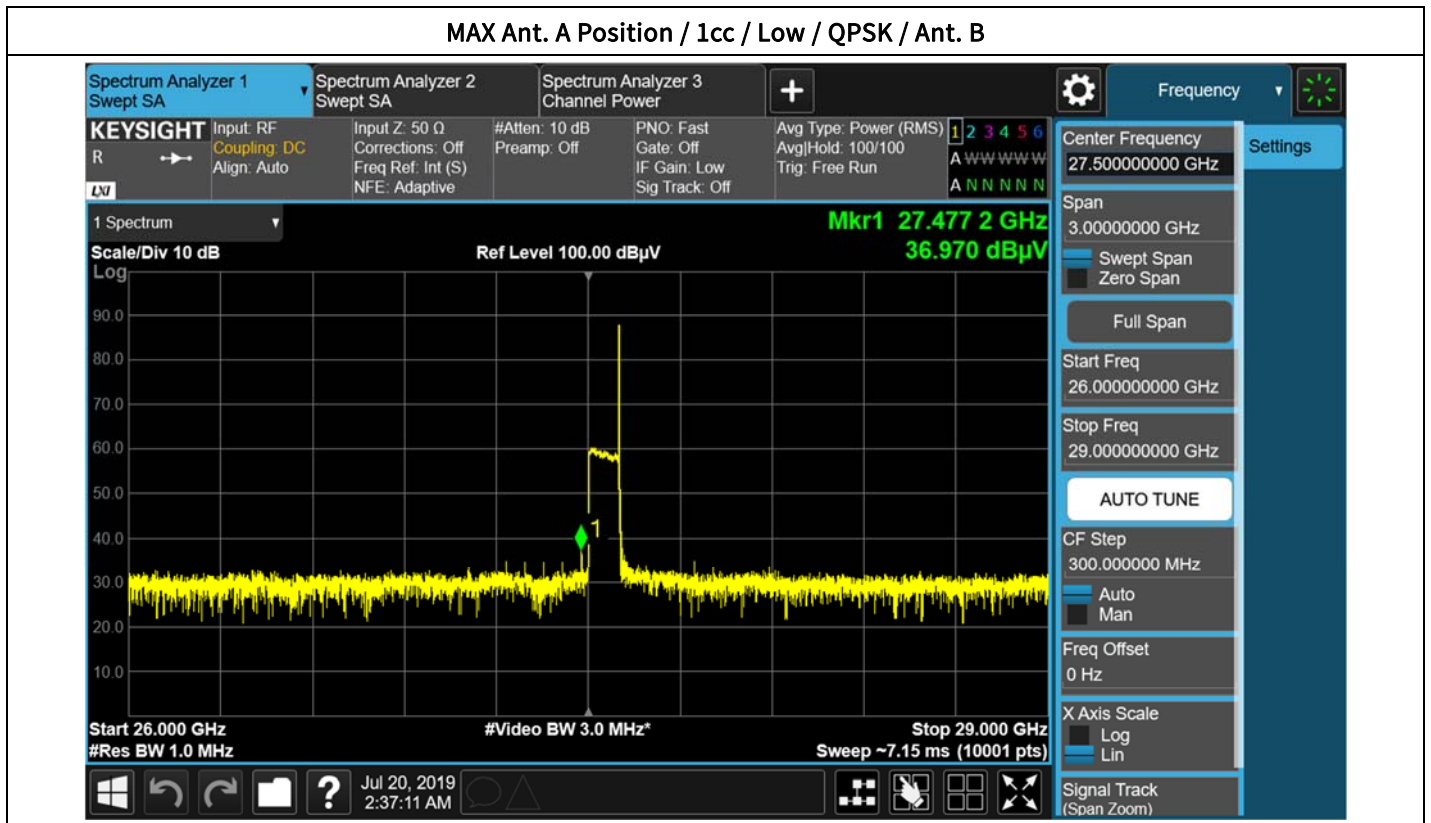 MAX Ant. A Position / 1cc / Low / QPSK / Ant. B
Spectrum Analyzer 1
Swept SA
Spectrum Analyzer 2
Swept SA
Spectrum Analyzer 3
Channel Power
Frequency
KEYSIGHT
R
LXI
Input: RF
Coupling: DC
Align: Auto
Input Z: 50 Ω
Corrections: Off
Freq Ref: Int (S)
NFE: Adaptive
#Atten: 10 dB
Preamp: Off
PNO: Fast
Gate: Off
IF Gain: Low
Sig Track: Off
Avg Type: Power (RMS)
Avg|Hold: 100/100
Trig: Free Run
1 2 3 4 5 6
A W W W W W
A N N N N N
1 Spectrum
Scale/Div 10 dB
Ref Level 100.00 dBµV
Mkr1 27.477 2 GHz
36.970 dBµV
Log
90.0
80.0
70.0
60.0
50.0
40.0
30.0
20.0
10.0
1
Start 26.000 GHz
#Video BW 3.0 MHz*
Stop 29.000 GHz
#Res BW 1.0 MHz
Sweep ~7.15 ms (10001 pts)
?
Jul 20, 2019
2:37:11 AM
Center Frequency
27.500000000 GHz
Span
3.00000000 GHz
Swept Span
Zero Span
Full Span
Start Freq
26.000000000 GHz
Stop Freq
29.000000000 GHz
AUTO TUNE
CF Step
300.000000 MHz
Auto
Man
Freq Offset
0 Hz
X Axis Scale
Log
Lin
Signal Track
(Span Zoom)
Settings